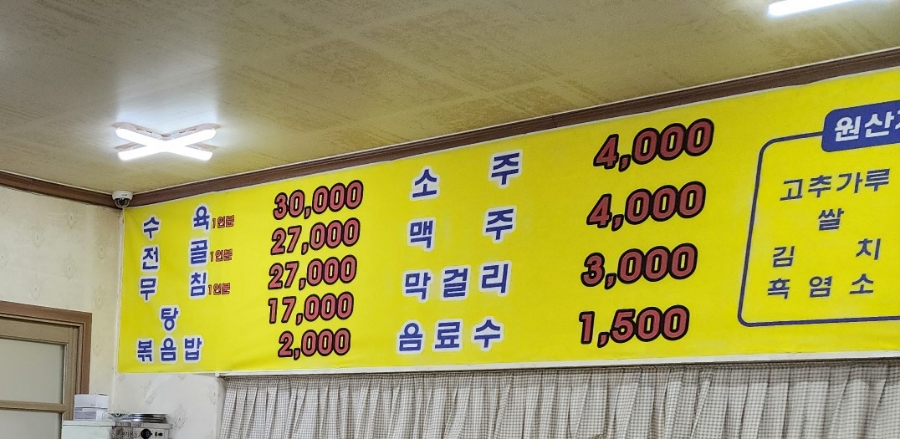 수육 1인분 30,000
전골 1인분 27,000
무침 1인분 27,000
탕 17,000
볶음밥 2,000
소주 4,000
맥주 4,000
막걸리 3,000
음료수 1,500
원산
고추가루
쌀
김치
흑염소